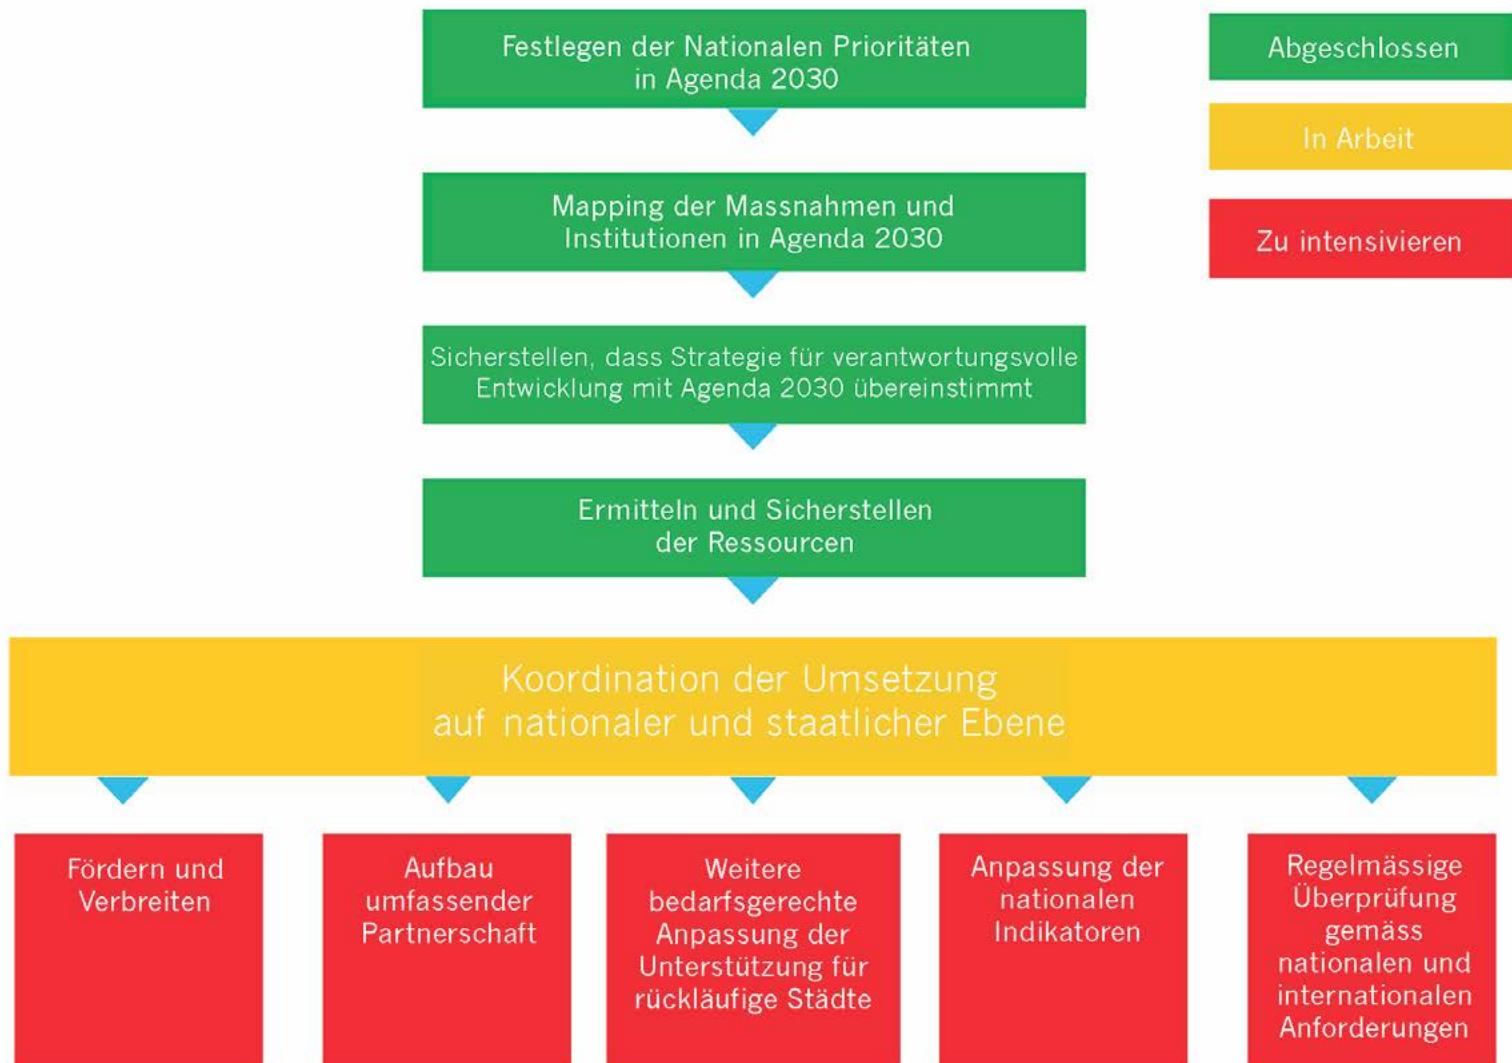 Festlegen der Nationalen Prioritäten
in Agenda 2030
Abgeschlossen
In Arbeit
Mapping der Massnahmen und
Institutionen in Agenda 2030
Zu intensivieren
Sicherstellen, dass Strategie für verantwortungsvolle
Entwicklung mit Agenda 2030 übereinstimmt
Ermitteln und Sicherstellen
der Ressourcen
Koordination der Umsetzung
auf nationaler und staatlicher Ebene
Fördern und
Verbreiten
Aufbau
umfassender
Partnerschaft
Weitere
bedarfsgerechte
Anpassung der
Unterstützung für
rückläufige Städte
Anpassung der
nationalen
Indikatoren
Regelmässige
Überprüfung
gemäss
nationalen und
internationalen
Anforderungen